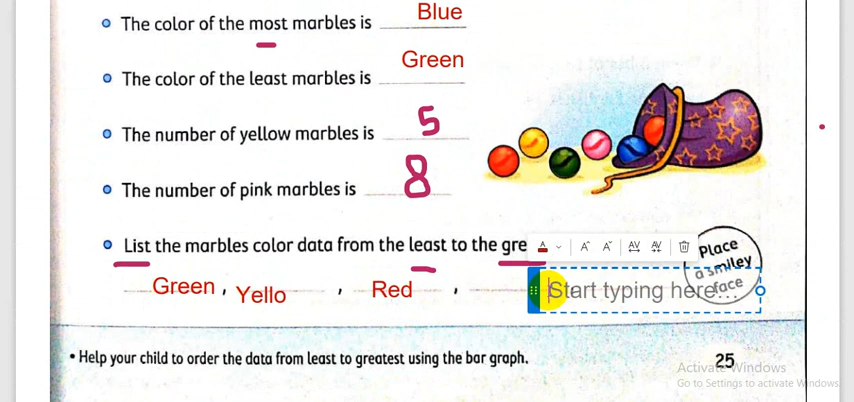 The color of the most marbles is Blue
The color of the least marbles is Green
The number of yellow marbles is 5
The number of pink marbles is 8
List the marbles color data from the least to the gre
Place
a smiley
face
Green , Yello , Red ,
Start typing here...
• Help your child to order the data from least to greatest using the bar graph.
25
Activate Windows
Go to Settings to activate Windows.